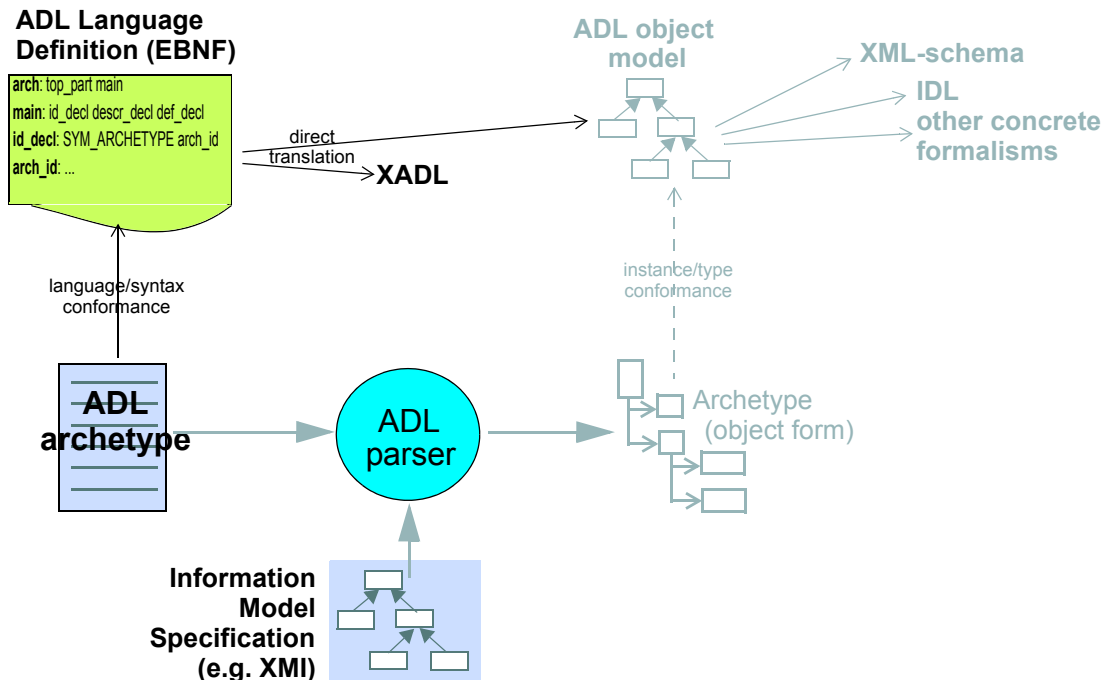 ADL Language
Definition (EBNF)
arch: top_part main
main: id_decl descr_decl def_decl
id_decl: SYM_ARCHETYPE arch_id
arch_id: ...
direct
translation
XADL
ADL object
model
XML-schema
IDL
other concrete
formalisms
language/syntax
conformance
instance/type
conformance
ADL
archetype
ADL
parser
Archetype
(object form)
Information
Model
Specification
(e.g. XMI)